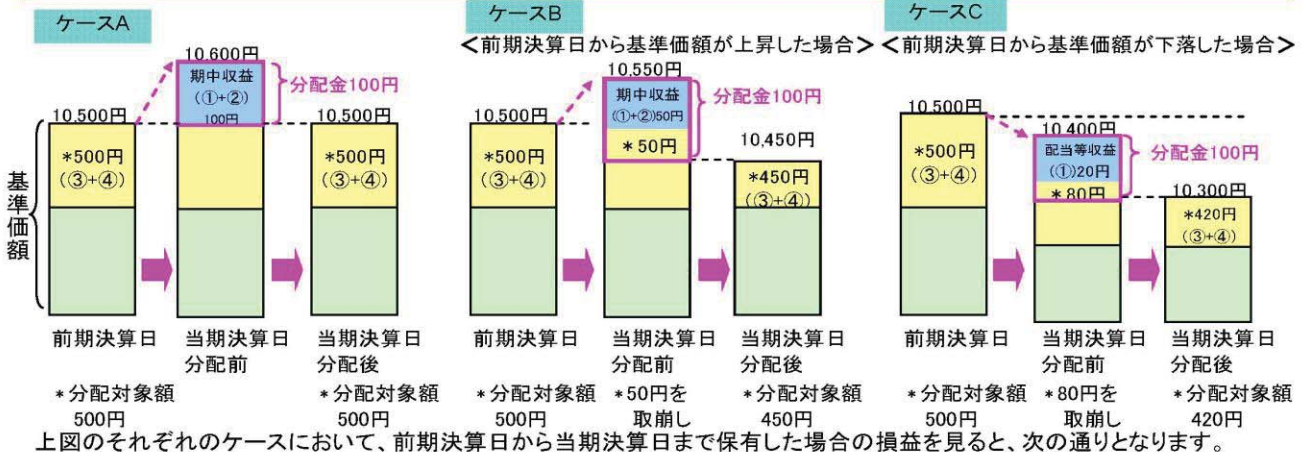 ケースA
10,600円
期中収益
(①+②)
100円
分配金100円
10,500円
*500円
(③+④)
10,500円
*500円
(③+④)
基準価額
前期決算日
当期決算日
分配前
当期決算日
分配後
*分配対象額
500円
*分配対象額
500円
ケースB
<前期決算日から基準価額が上昇した場合>
10,550円
期中収益
(①+②)50円
*50円
分配金100円
10,500円
*500円
(③+④)
10,450円
*450円
(③+④)
前期決算日
当期決算日
分配前
当期決算日
分配後
*分配対象額
500円
*50円を
取崩し
*分配対象額
450円
ケースC
<前期決算日から基準価額が下落した場合>
10,500円
*500円
(③+④)
10,400円
配当等収益
(①)20円
*80円
分配金100円
10,300円
*420円
(③+④)
前期決算日
当期決算日
分配前
当期決算日
分配後
*分配対象額
500円
*80円を
取崩し
*分配対象額
420円
上図のそれぞれのケースにおいて、前期決算日から当期決算日まで保有した場合の損益を見ると、次の通りとなります。